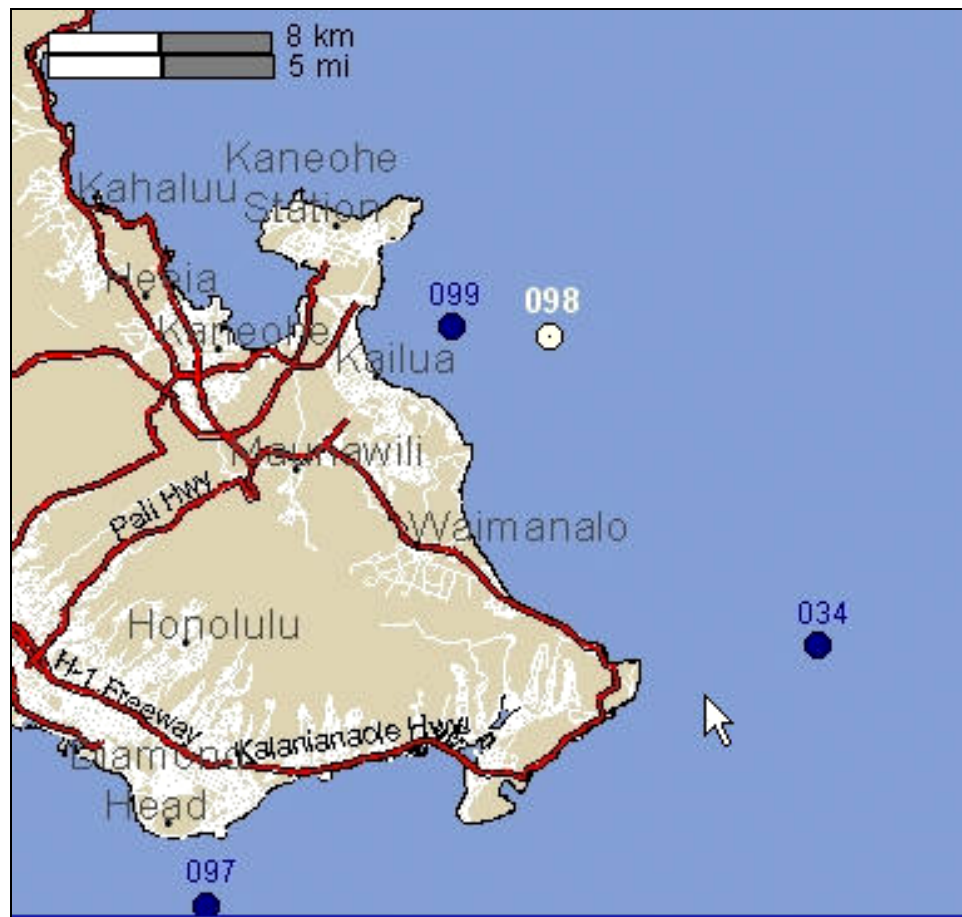 8 km
5 mi
Kaneohe
Station
Kahaluu
Heeia
099
098
Kaneohe
Kailua
Maunawili
Pali Hwy
Waimanalo
Honolulu
034
H-1 Freeway
Kalanianaole Hwy
Diamond
Head
097